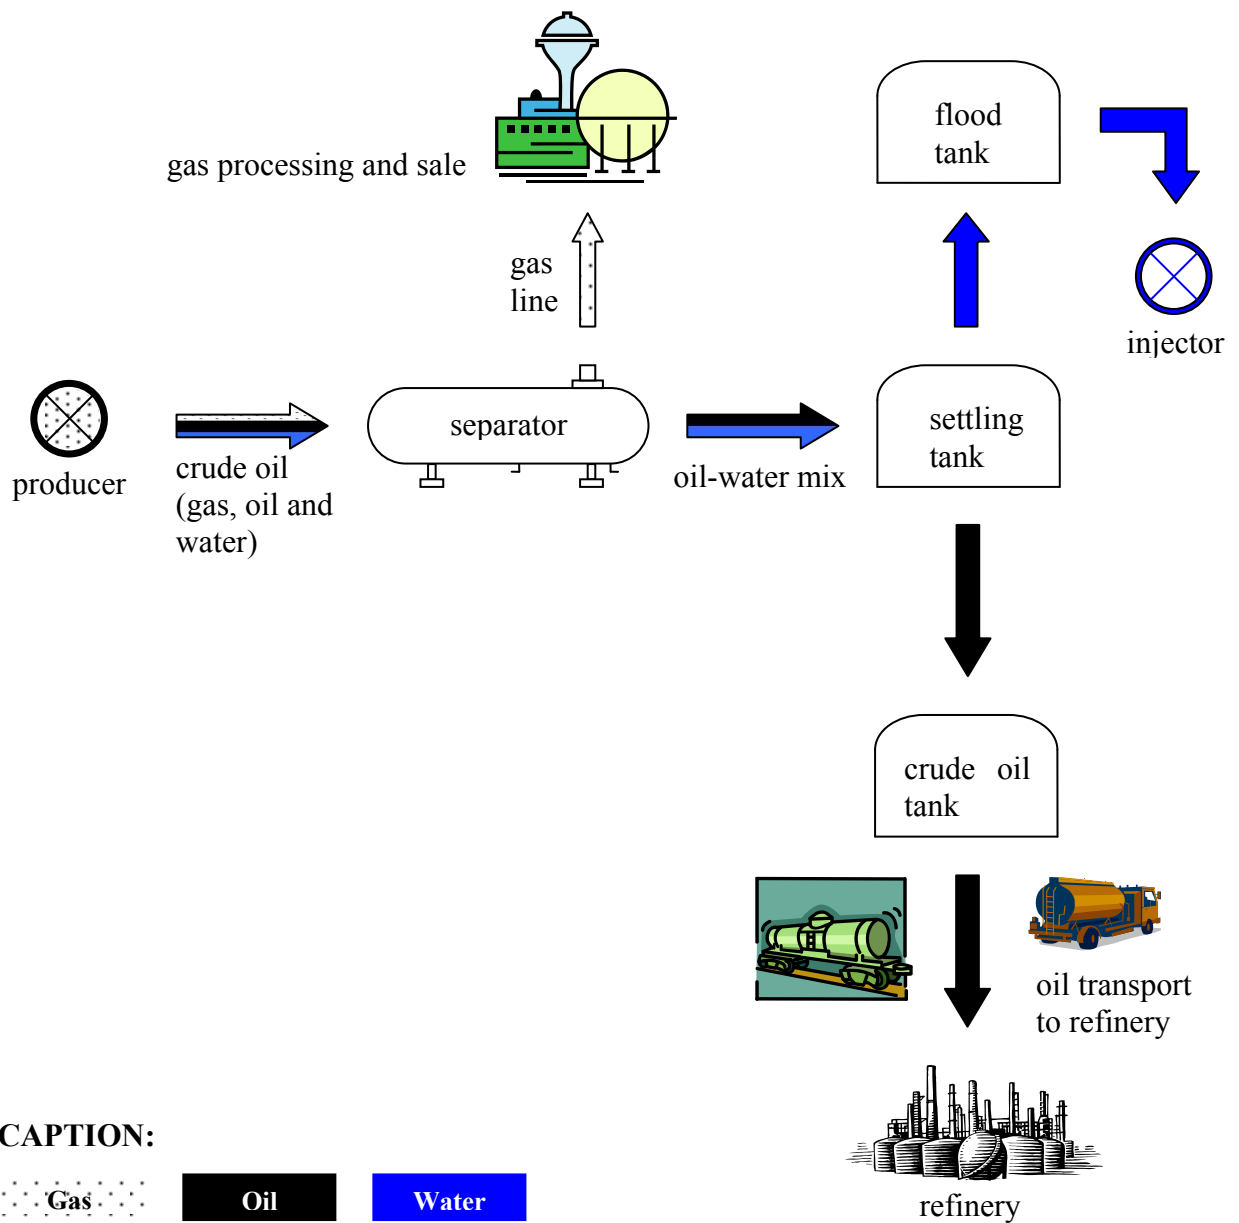 gas processing and sale
flood
tank
gas
line
injector
producer
crude oil
(gas, oil and
water)
separator
oil-water mix
settling
tank
crude oil
tank
oil transport
to refinery
refinery
CAPTION:
Gas
Oil
Water